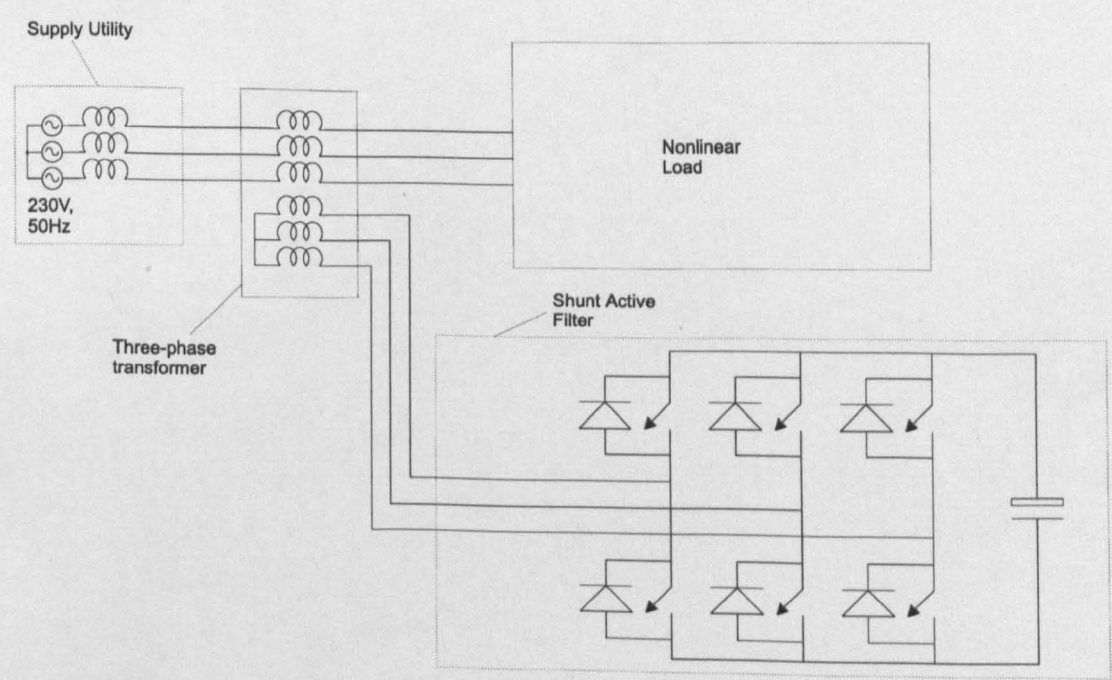 Supply Utility
230V,
50Hz
Nonlinear
Load
Three-phase
transformer
Shunt Active
Filter